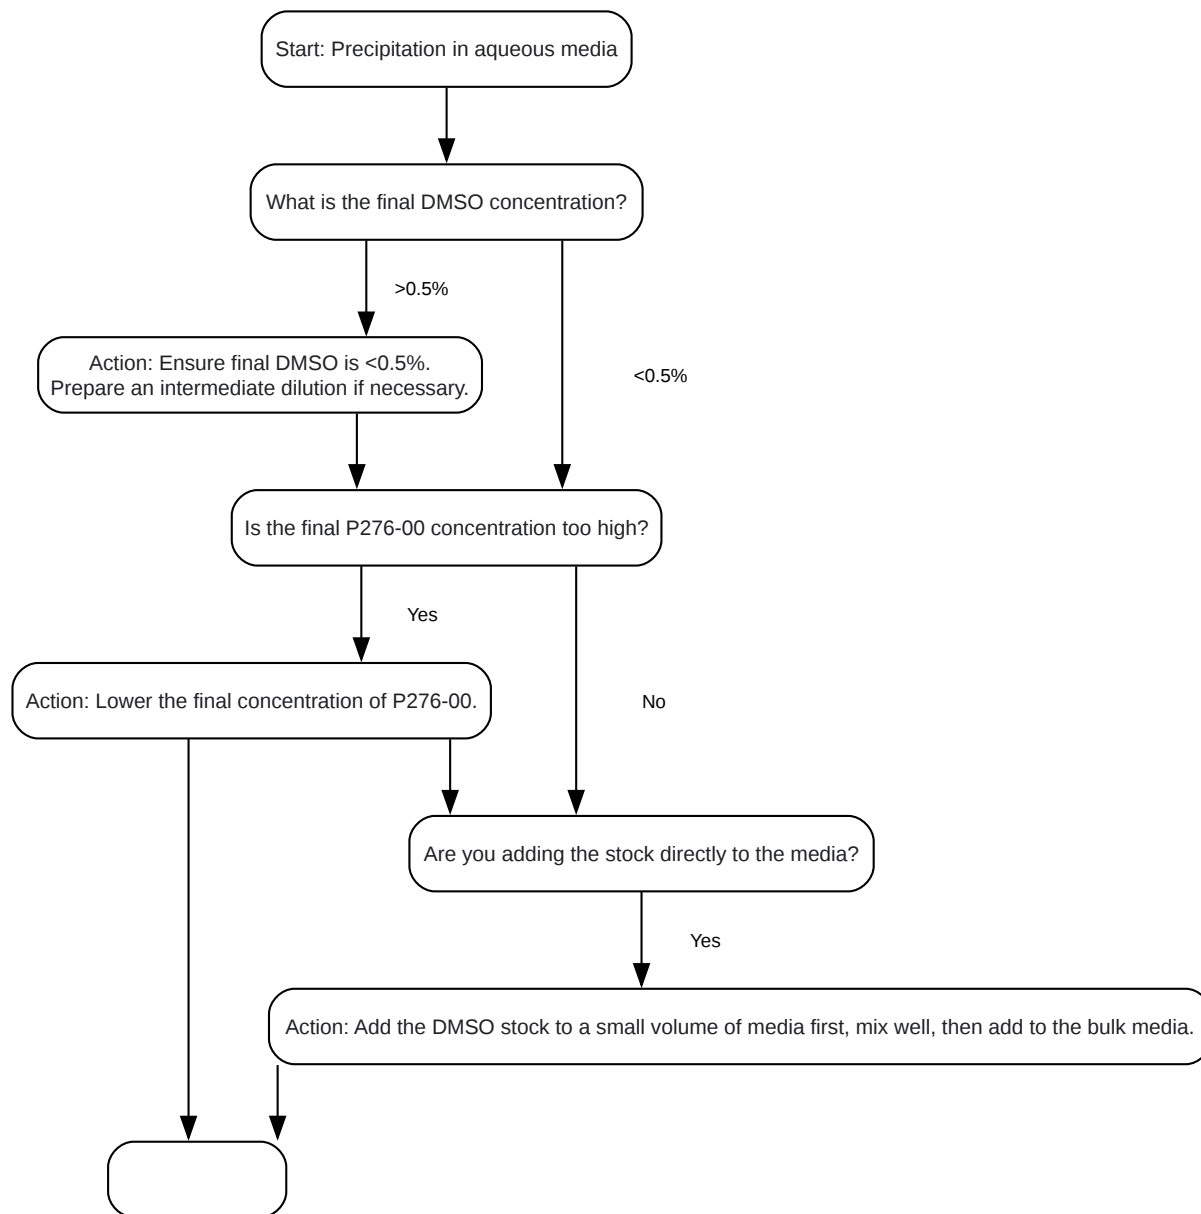 Start: Precipitation in aqueous media
What is the final DMSO concentration?
>0.5%
Action: Ensure final DMSO is <0.5%.
Prepare an intermediate dilution if necessary.
<0.5%
Is the final P276-00 concentration too high?
Yes
Action: Lower the final concentration of P276-00.
No
Are you adding the stock directly to the media?
Yes
Action: Add the DMSO stock to a small volume of media first, mix well, then add to the bulk media.